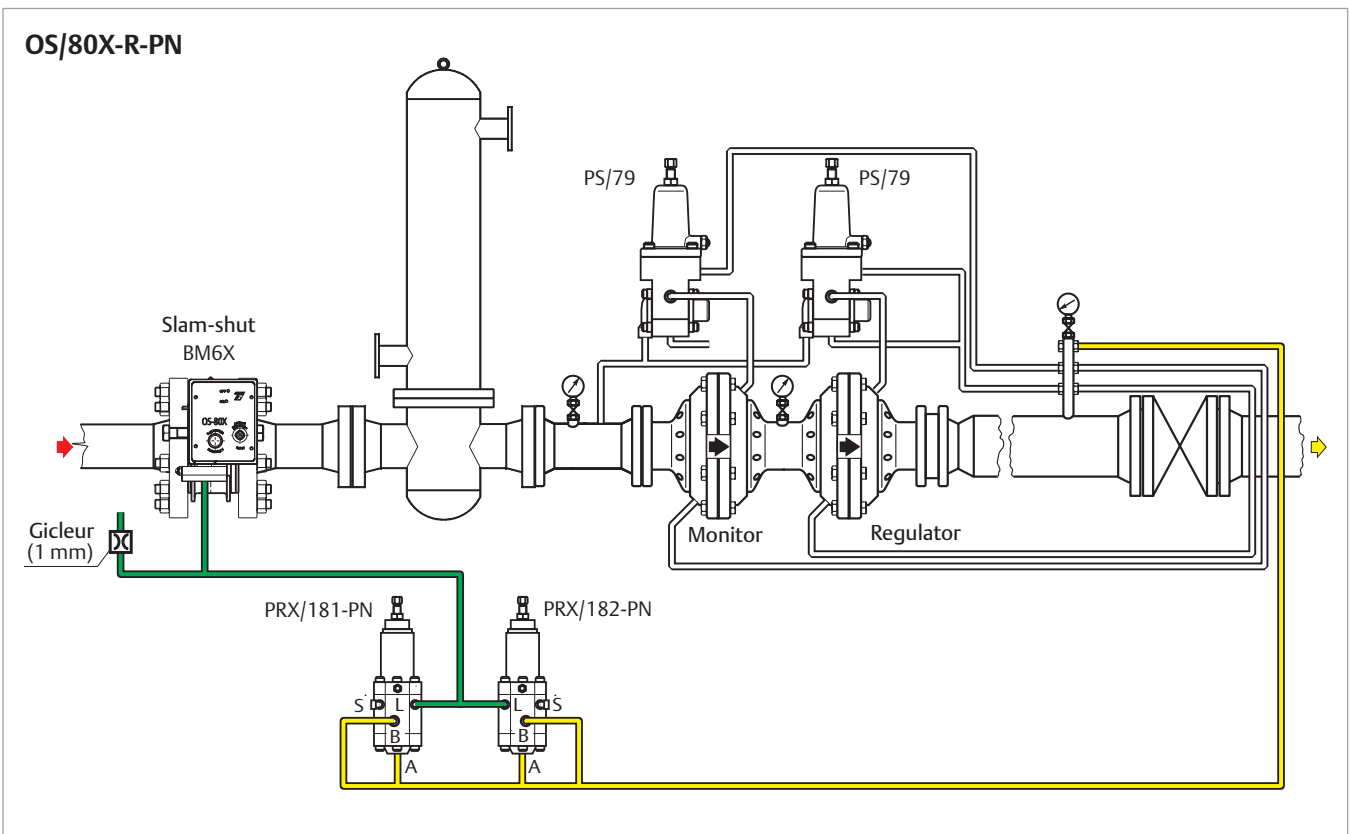 OS/80X-R-PN
PS/79
PS/79
Slam-shut
BM6X
OS-80X
Gicleur
(1 mm)
Monitor
Regulator
PRX/181-PN
PRX/182-PN
S
L
L
S
B
B
A
A